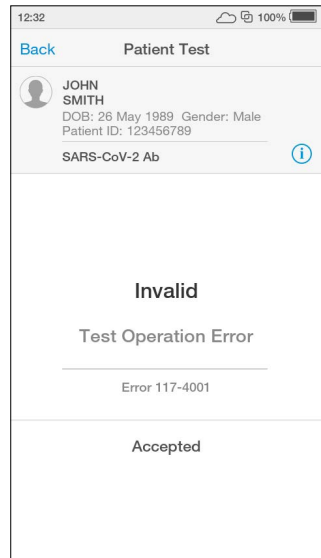 12:32 100%
Back Patient Test
JOHN
SMITH
DOB: 26 May 1989 Gender: Male
Patient ID: 123456789
SARS-CoV-2 Ab i
Invalid
Test Operation Error
Error 117-4001
Accepted